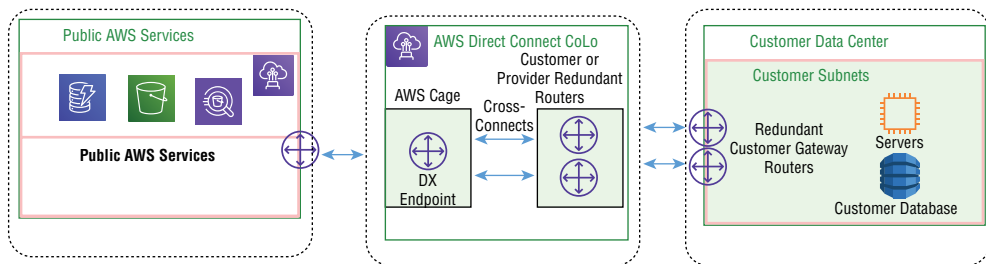 Public AWS Services
Public AWS Services
AWS Direct Connect CoLo
Customer or
Provider Redundant
Routers
AWS Cage
Cross-
Connects
DX
Endpoint
Customer Data Center
Customer Subnets
Redundant
Customer Gateway
Routers
Servers
Customer Database